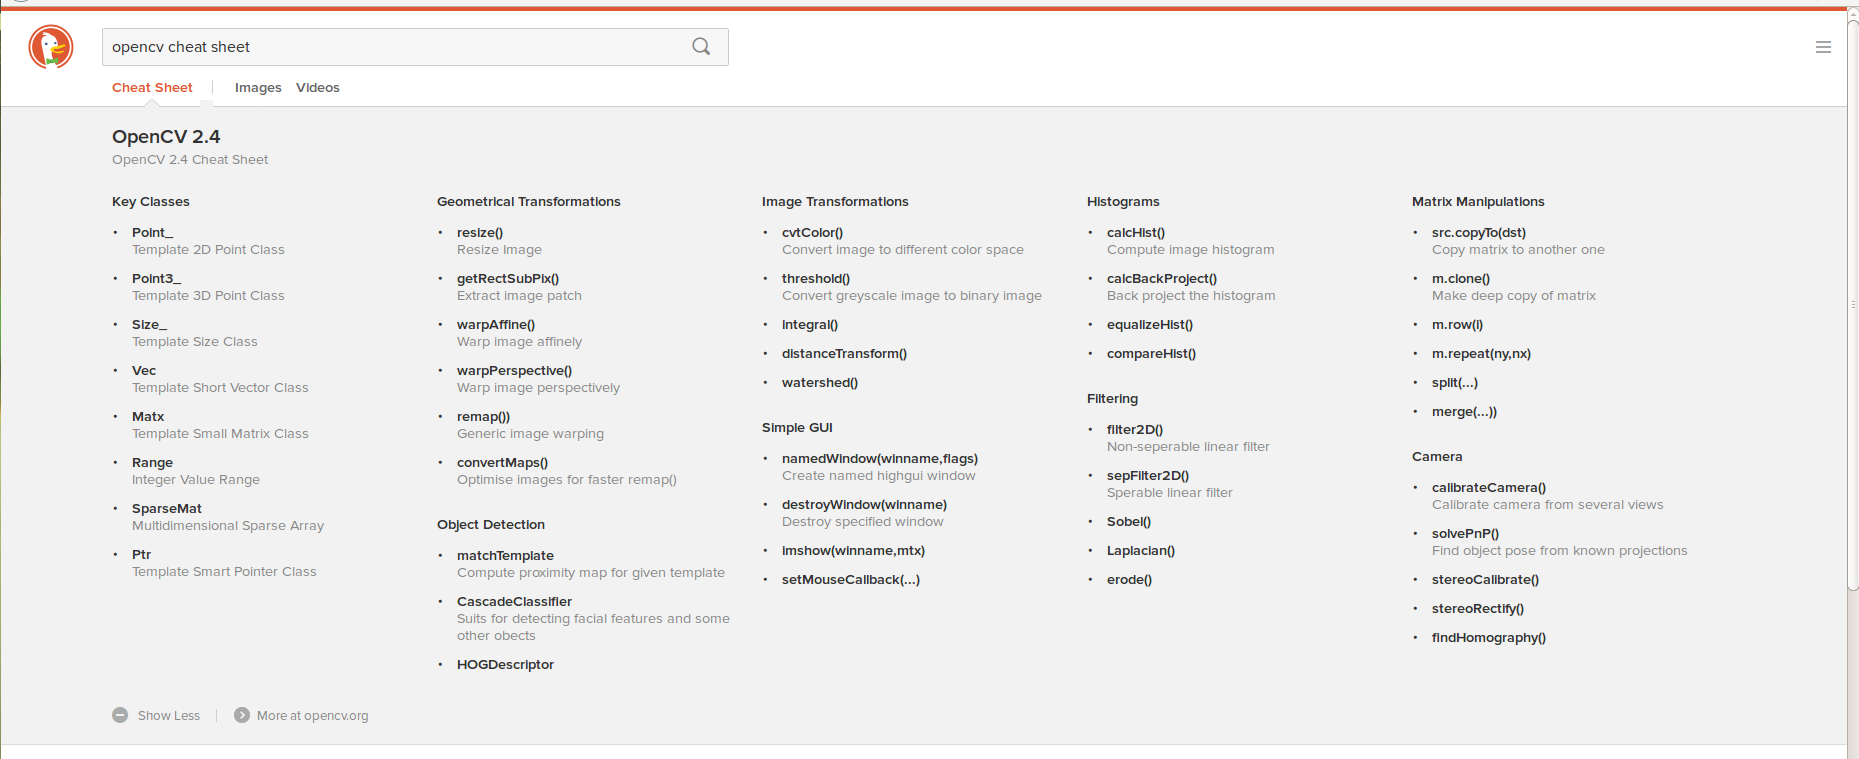 opencv cheat sheet
Cheat Sheet
Images
Videos
OpenCV 2.4
OpenCV 2.4 Cheat Sheet
Key Classes
Point_
Template 2D Point Class
Point3_
Template 3D Point Class
Size_
Template Size Class
Vec
Template Short Vector Class
Matx
Template Small Matrix Class
Range
Integer Value Range
SparseMat
Multidimensional Sparse Array
Ptr
Template Smart Pointer Class
Geometrical Transformations
resize()
Resize Image
getRectSubPix()
Extract image patch
warpAffine()
Warp image affinely
warpPerspective()
Warp image perspectively
remap())
Generic image warping
convertMaps()
Optimise images for faster remap()
Object Detection
matchTemplate
Compute proximity map for given template
CascadeClassifier
Suits for detecting facial features and some
other obects
HOGDescriptor
Image Transformations
cvtColor()
Convert image to different color space
threshold()
Convert greyscale image to binary image
integral()
distanceTransform()
watershed()
Simple GUI
namedWindow(winname,flags)
Create named highgui window
destroyWindow(winname)
Destroy specified window
imshow(winname,mtx)
setMouseCallback(...)
Histograms
calcHist()
Compute image histogram
calcBackProject()
Back project the histogram
equalizeHist()
compareHist()
Filtering
filter2D()
Non-seperable linear filter
sepFilter2D()
Sperable linear filter
Sobel()
Laplacian()
erode()
Matrix Manipulations
src.copyTo(dst)
Copy matrix to another one
m.clone()
Make deep copy of matrix
m.row(i)
m.repeat(ny,nx)
split(...)
merge(...))
Camera
calibrateCamera()
Calibrate camera from several views
solvePnP()
Find object pose from known projections
stereoCalibrate()
stereoRectify()
findHomography()
Show Less
More at opencv.org